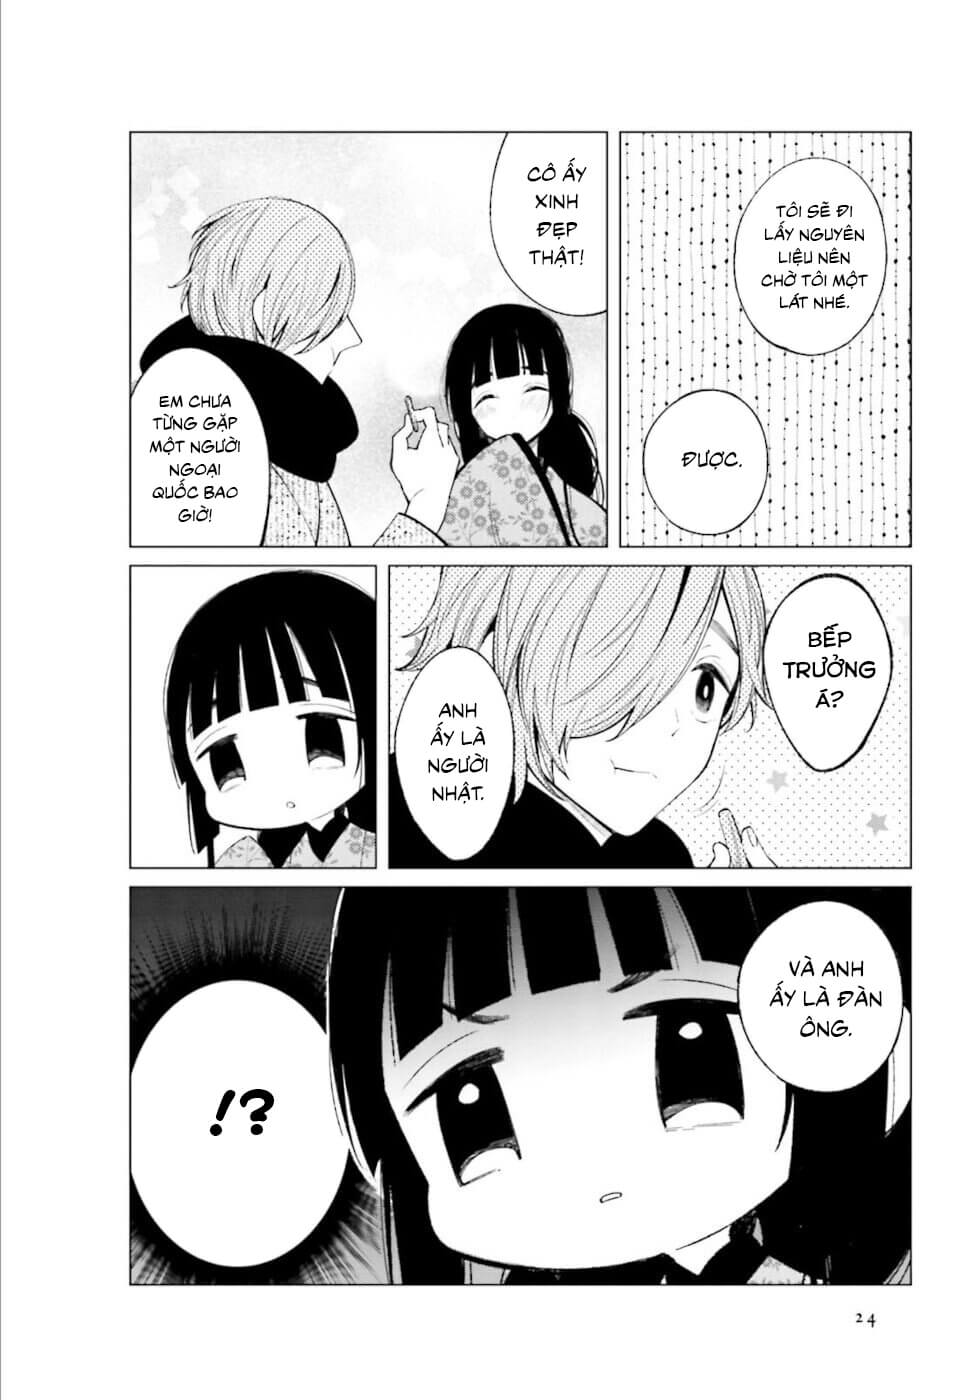 TÔI SẼ ĐI
LẤY NGUYÊN
LIỆU NÊN
CHỜ TÔI MỘT
LÁT NHÉ.
ĐƯỢC.
CÔ ẤY
XINH
ĐẸP
THẬT!
EM CHƯA
TỪNG GẶP
MỘT NGƯỜI
NGOẠI
QUỐC BAO
GIỜ!
BẾP
TRƯỞNG
Á?
ANH
ẤY LÀ
NGƯỜI
NHẬT.
VÀ ANH
ẤY LÀ ĐÀN
ÔNG.
!?
24